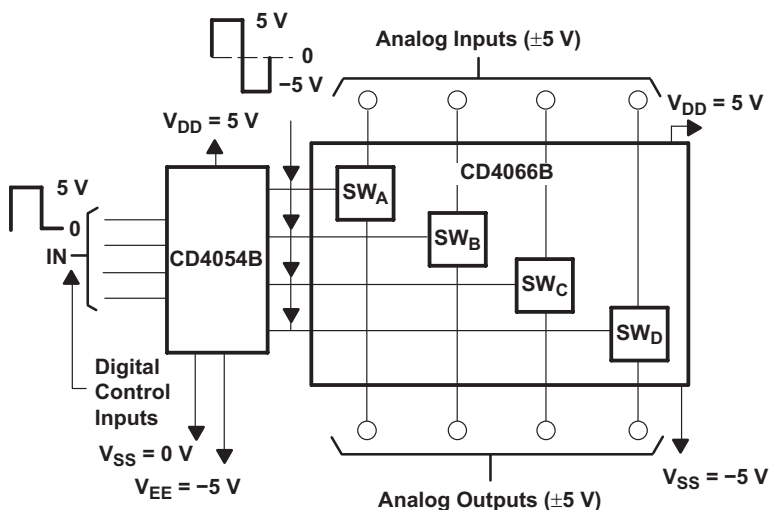 5 V
0
−5 V
Analog Inputs (±5 V)
V_DD = 5 V
V_DD = 5 V
CD4066B
5 V
0
IN
CD4054B
SW_A
SW_B
SW_C
SW_D
Digital
Control
Inputs
V_SS = 0 V
V_EE = −5 V
Analog Outputs (±5 V)
V_SS = −5 V